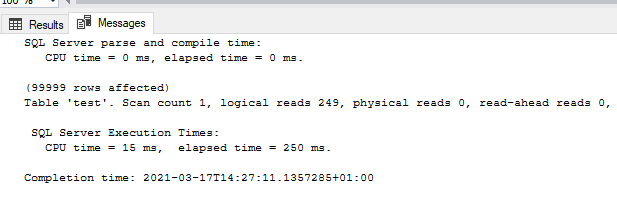 100 %
Results Messages
SQL Server parse and compile time:
CPU time = 0 ms, elapsed time = 0 ms.
(99999 rows affected)
Table 'test'. Scan count 1, logical reads 249, physical reads 0, read-ahead reads 0,
SQL Server Execution Times:
CPU time = 15 ms,  elapsed time = 250 ms.
Completion time: 2021-03-17T14:27:11.1357285+01:00